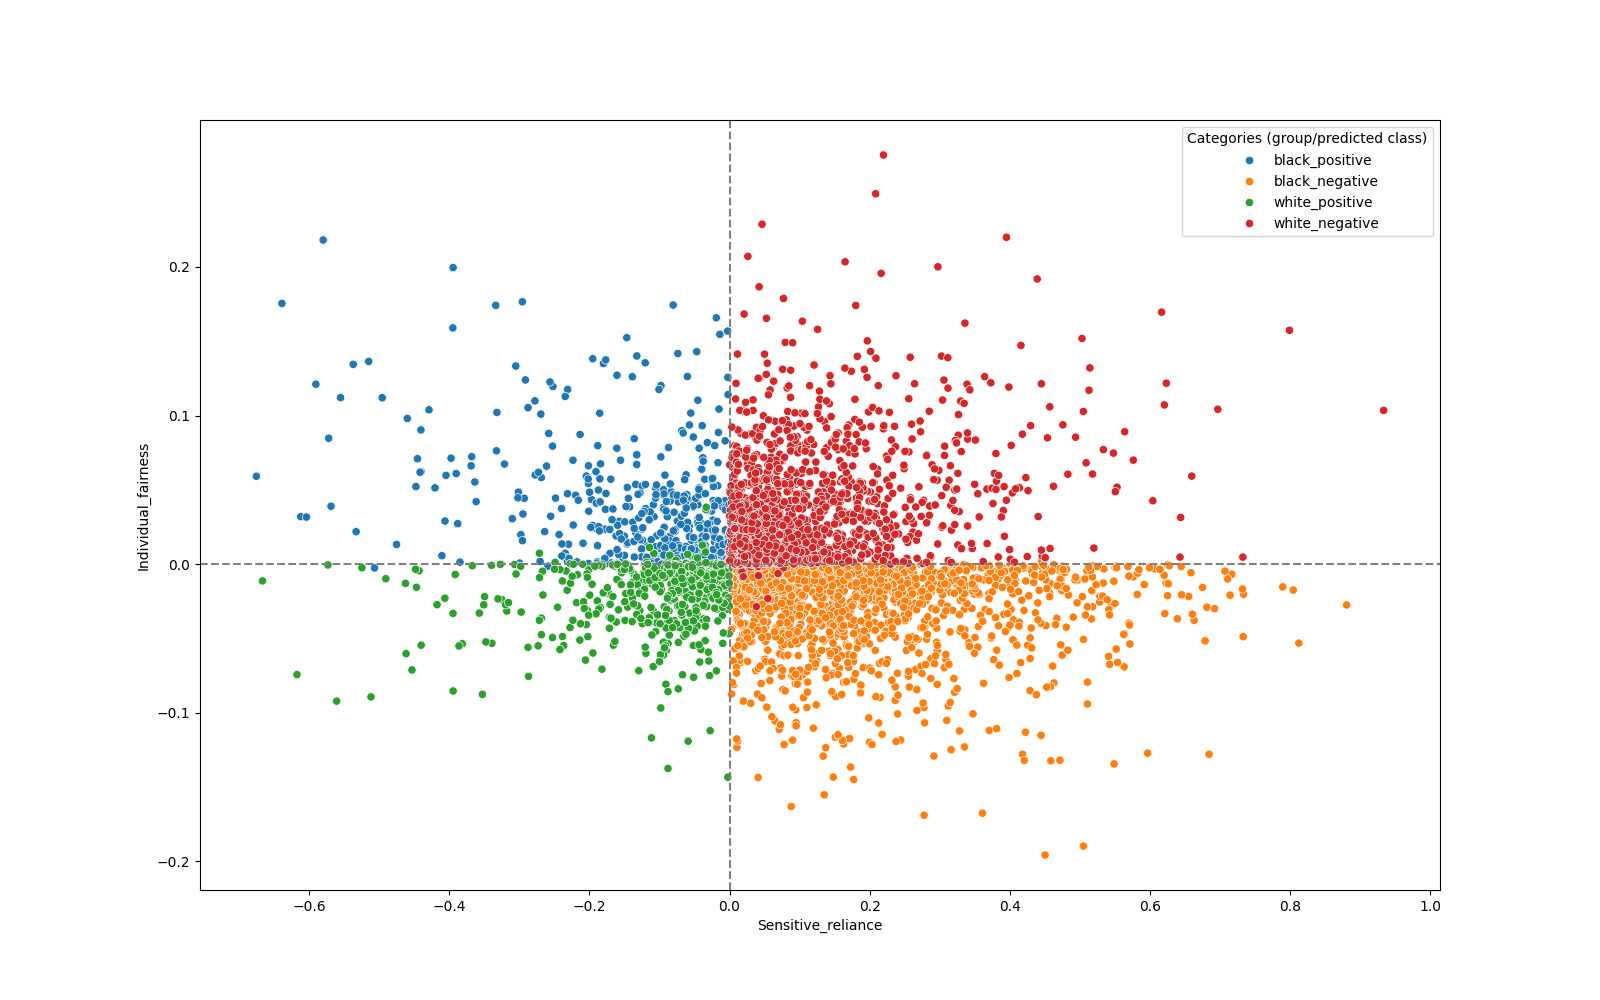 Categories (group/predicted class)
black_positive
black_negative
white_positive
white_negative
Individual_fairness
0.2
0.1
0.0
−0.1
−0.2
−0.6
−0.4
−0.2
0.0
0.2
0.4
0.6
0.8
1.0
Sensitive_reliance